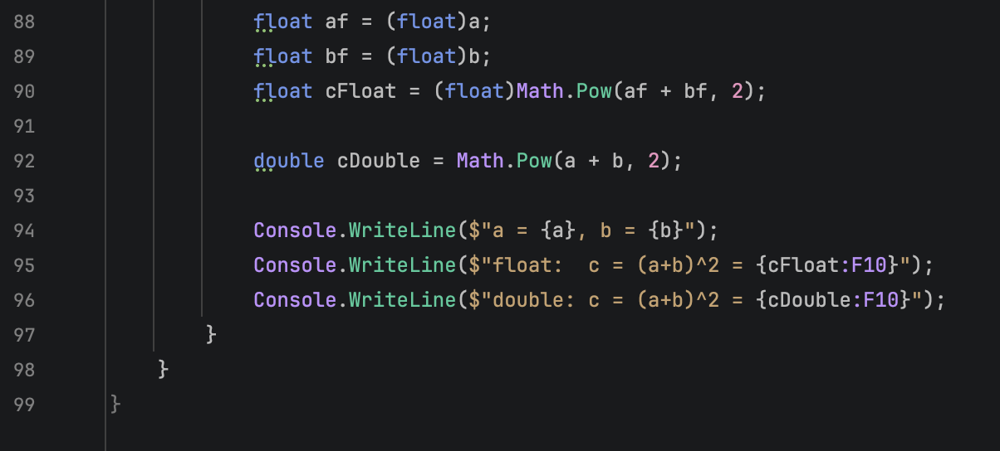 88 float af = (float)a;
89 float bf = (float)b;
90 float cFloat = (float)Math.Pow(af + bf, 2);
91
92 double cDouble = Math.Pow(a + b, 2);
93
94 Console.WriteLine($"a = {a}, b = {b}");
95 Console.WriteLine($"float:  c = (a+b)^2 = {cFloat:F10}");
96 Console.WriteLine($"double: c = (a+b)^2 = {cDouble:F10}");
97 }
98 }
99 }